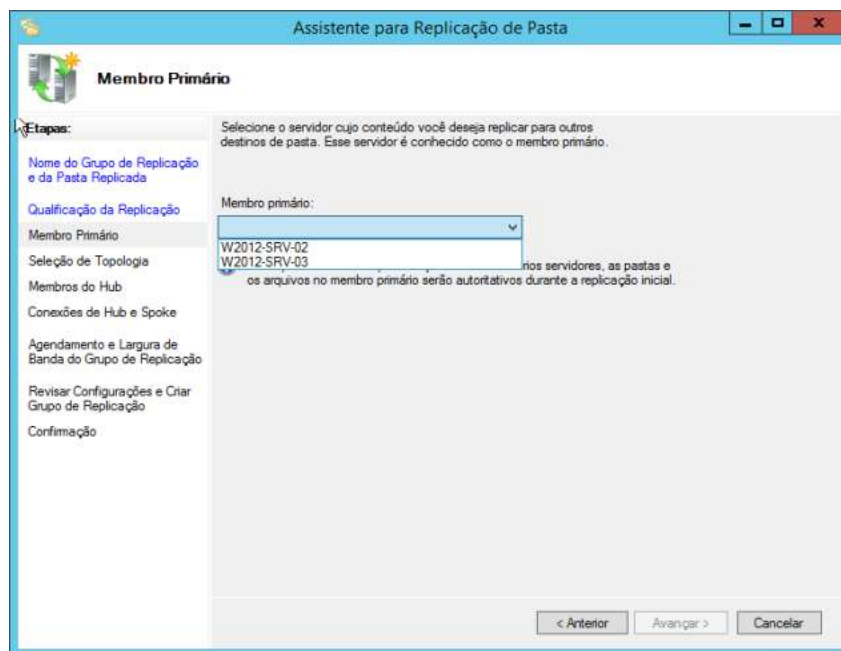 Assistente para Replicação de Pasta
Membro Primário
Etapas:
Nome do Grupo de Replicação
e da Pasta Replicada
Qualificação da Replicação
Membro Primário
Seleção de Topologia
Membros do Hub
Conexões de Hub e Spoke
Agendamento e Largura de
Banda do Grupo de Replicação
Revisar Configurações e Criar
Grupo de Replicação
Confirmação
Selecione o servidor cujo conteúdo você deseja replicar para outros
destinos de pasta. Esse servidor é conhecido como o membro primário.
Membro primário:
W2012-SRV-02
W2012-SRV-03
servidores, as pastas e
os arquivos no membro primário serão autoritativos durante a replicação inicial.
< Anterior
Avançar >
Cancelar